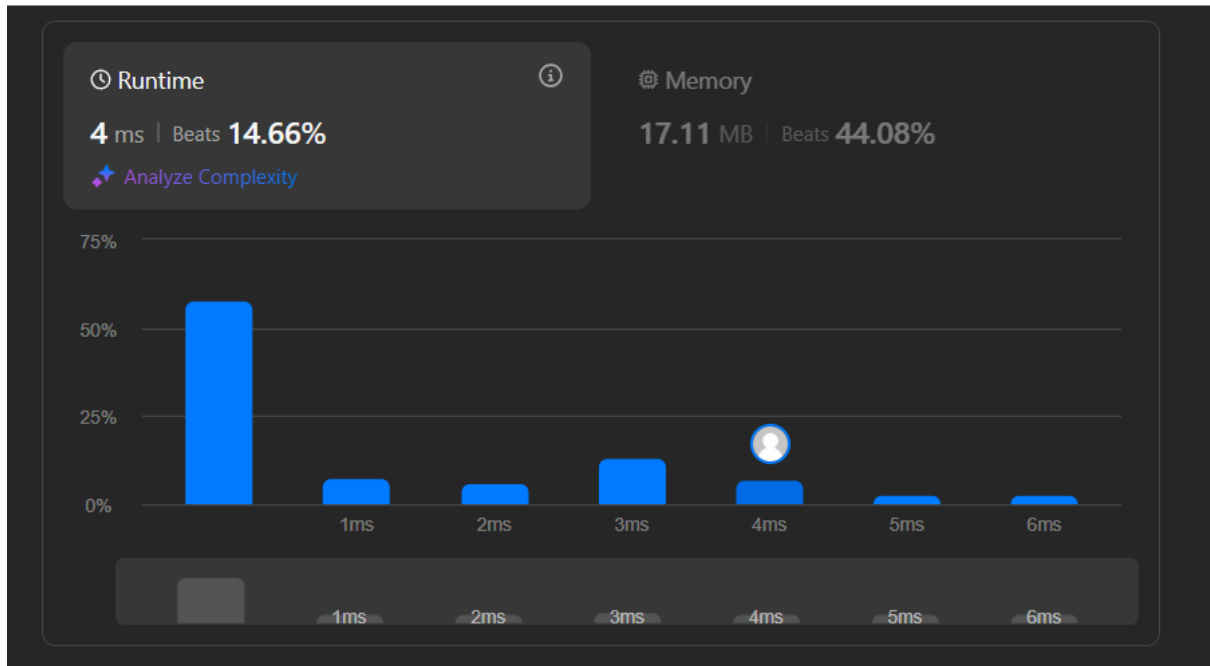 Runtime
4 ms | Beats 14.66%
Analyze Complexity
Memory
17.11 MB | Beats 44.08%
75%
50%
25%
0%
1ms 2ms 3ms 4ms 5ms 6ms
1ms 2ms 3ms 4ms 5ms 6ms